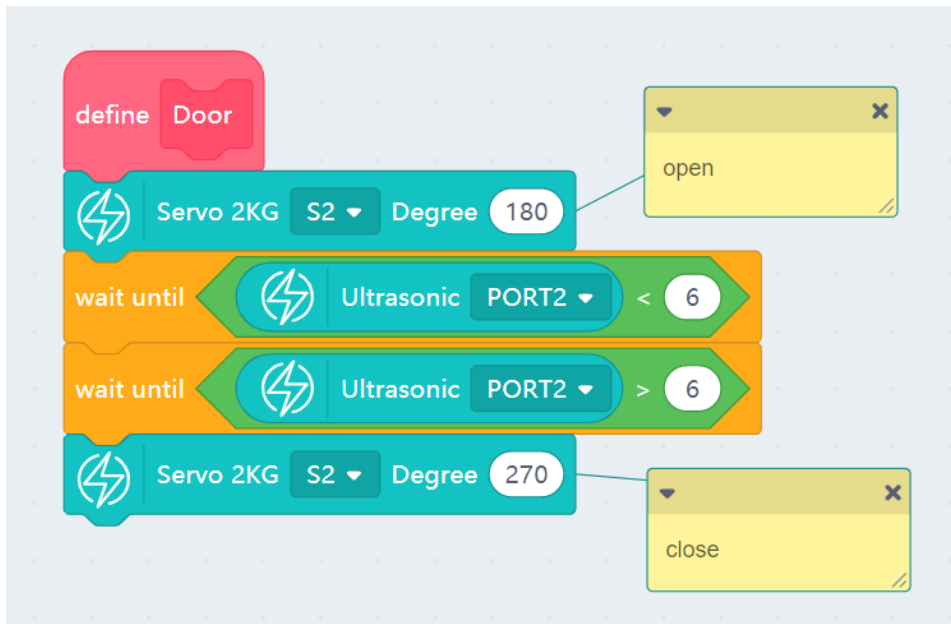 define Door
open
Servo 2KG S2 Degree 180
wait until Ultrasonic PORT2 < 6
wait until Ultrasonic PORT2 > 6
Servo 2KG S2 Degree 270
close